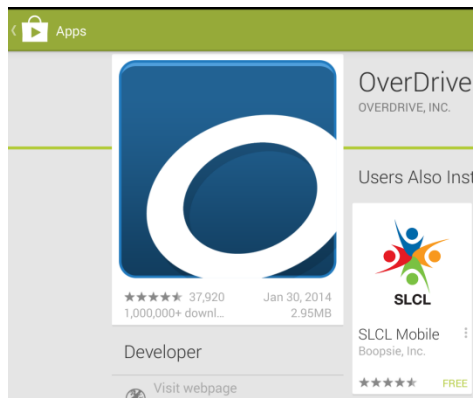 Apps
OverDrive
OVERDRIVE, INC.
Users Also Inst
37,920
Jan 30, 2014
1,000,000+ downl...
2.95MB
SLCL
SLCL Mobile
Boopsie, Inc.
FREE
Developer
Visit webpage